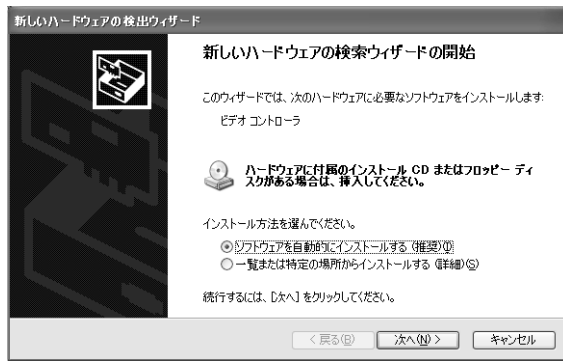 新しいハードウェアの検出ウィザード
新しいハードウェアの検索ウィザードの開始
このウィザードでは、次のハードウェアに必要なソフトウェアをインストールします:
ビデオ コントローラ
ハードウェアに付属のインストール CD またはフロッピー ディ
スクがある場合は、挿入してください。
インストール方法を選んでください。
ソフトウェアを自動的にインストールする (推奨)(I)
一覧または特定の場所からインストールする (詳細)(S)
続行するには、[次へ] をクリックしてください。
< 戻る(B)
次へ(N) >
キャンセル